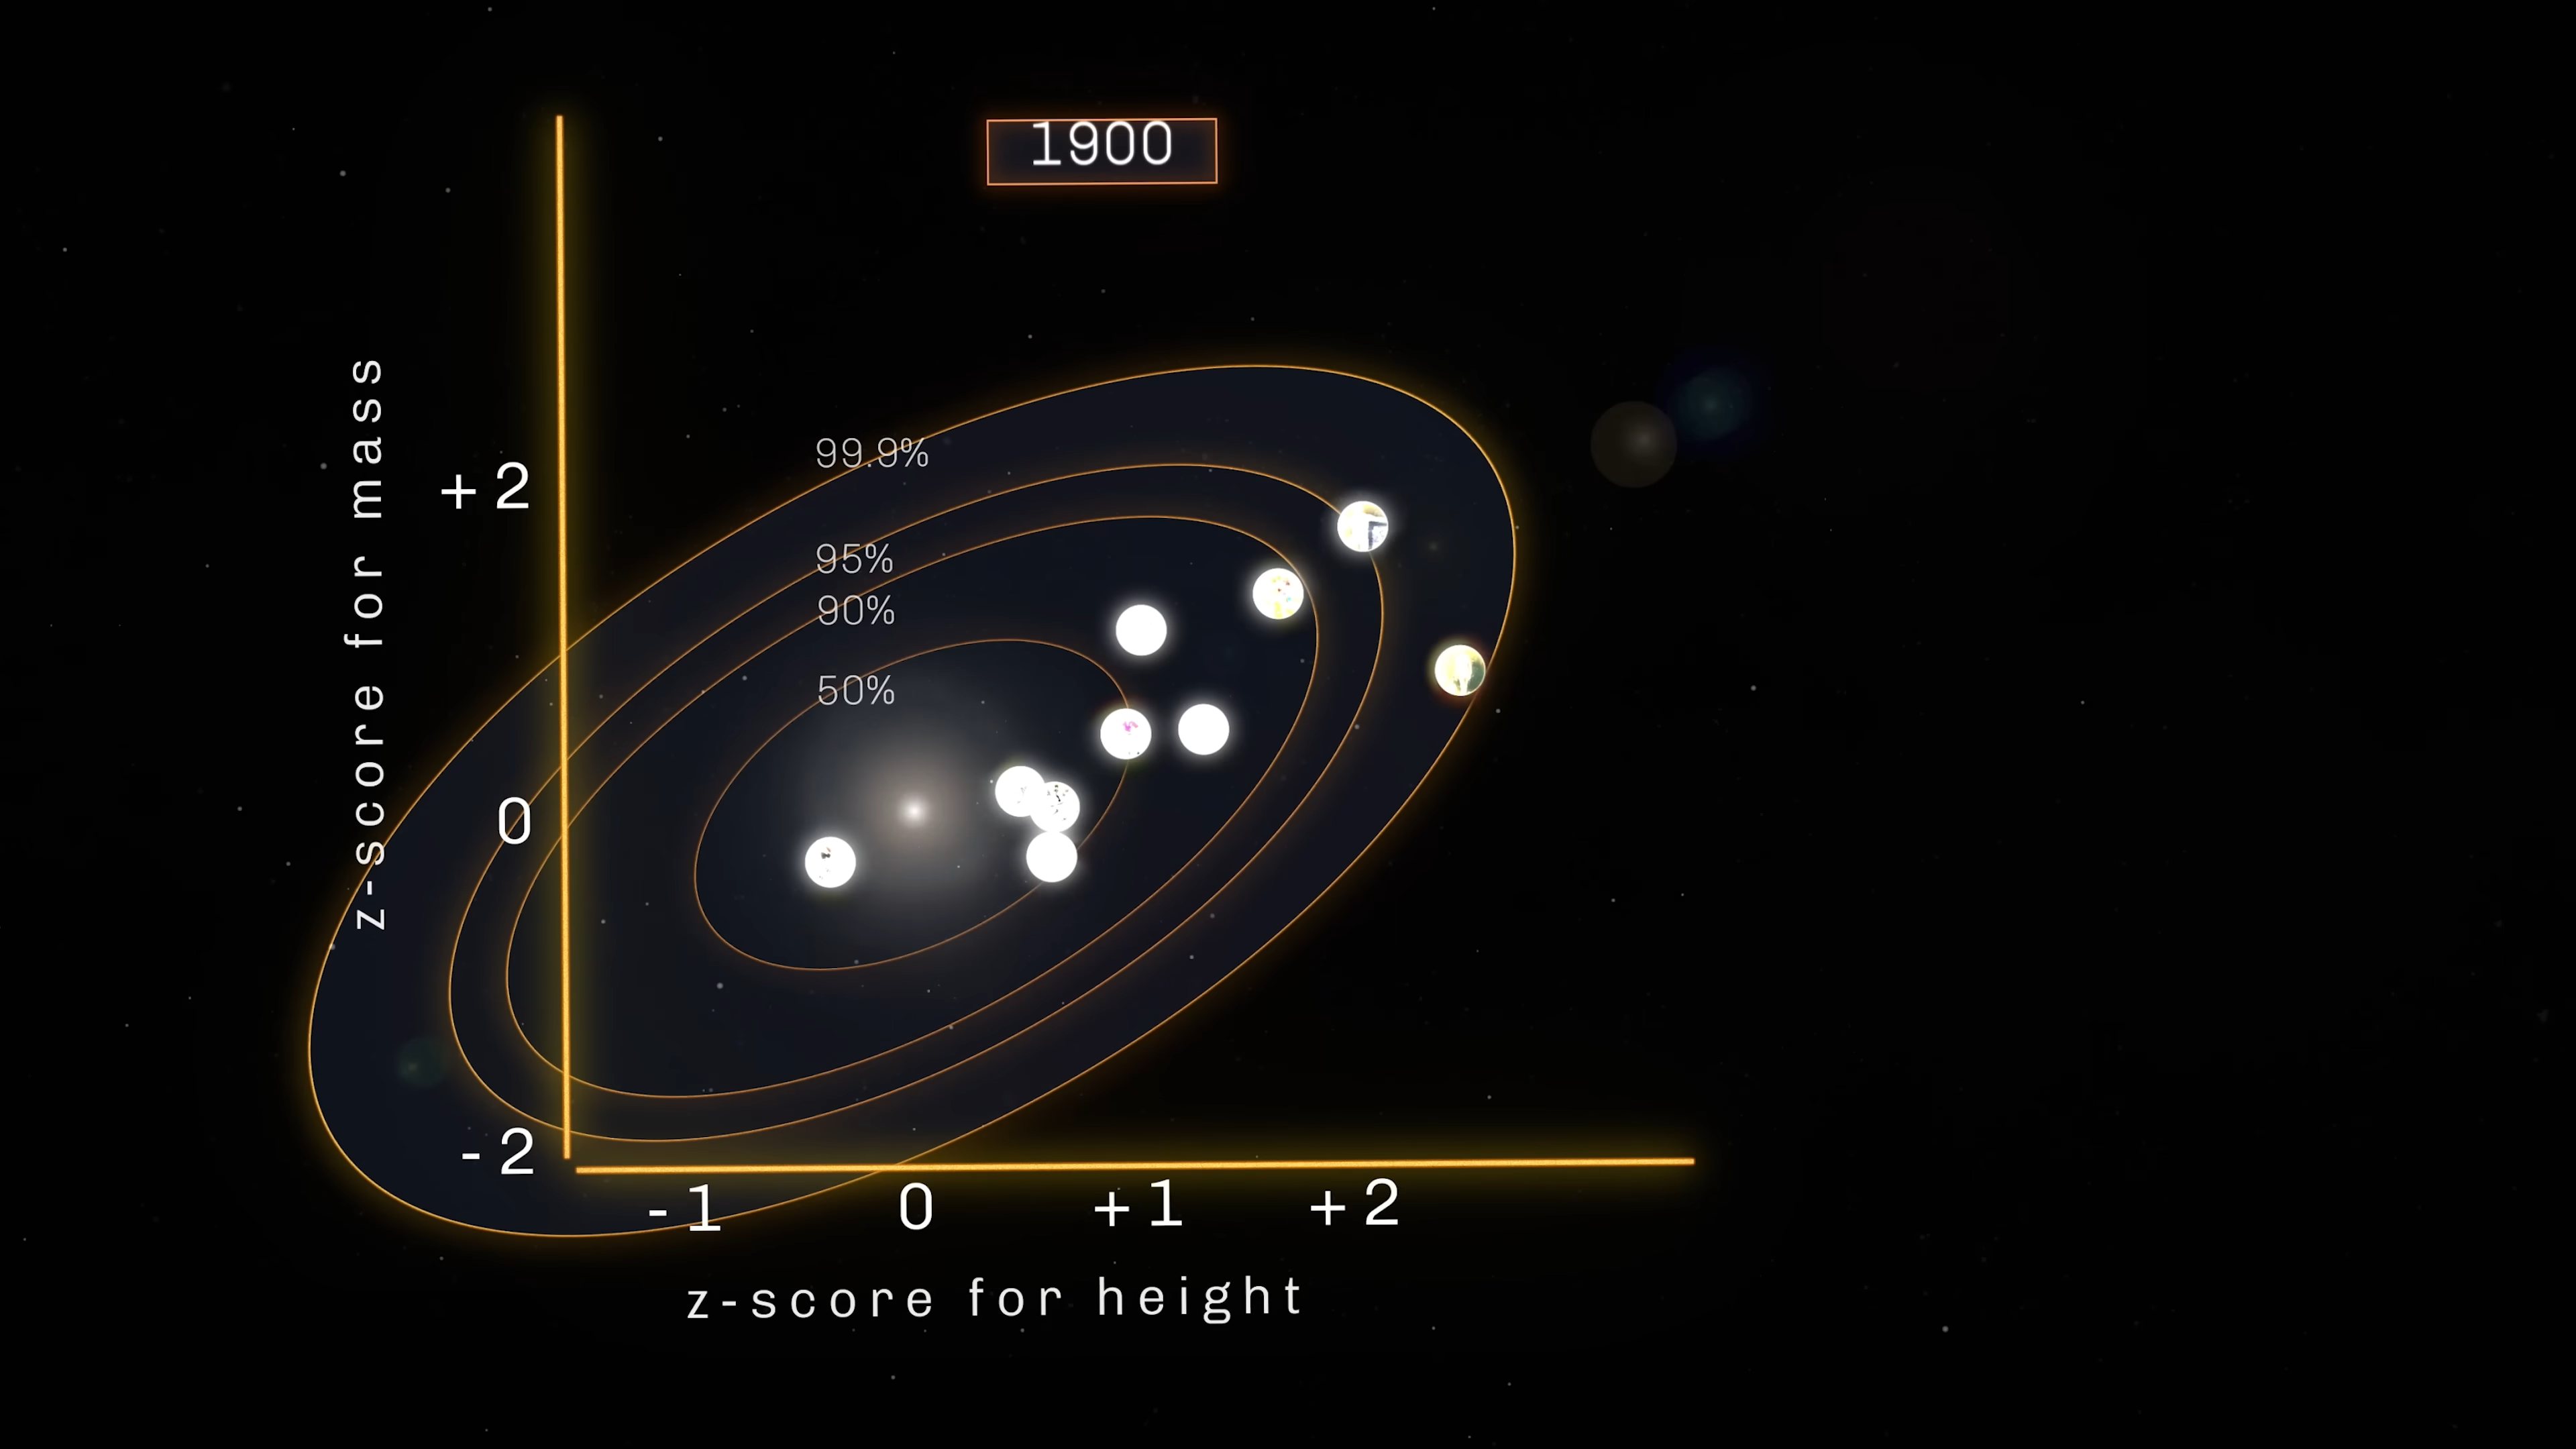 1900
z-score for mass
+2
0
-2
99.9%
95%
90%
50%
-1 0 +1 +2
z-score for height